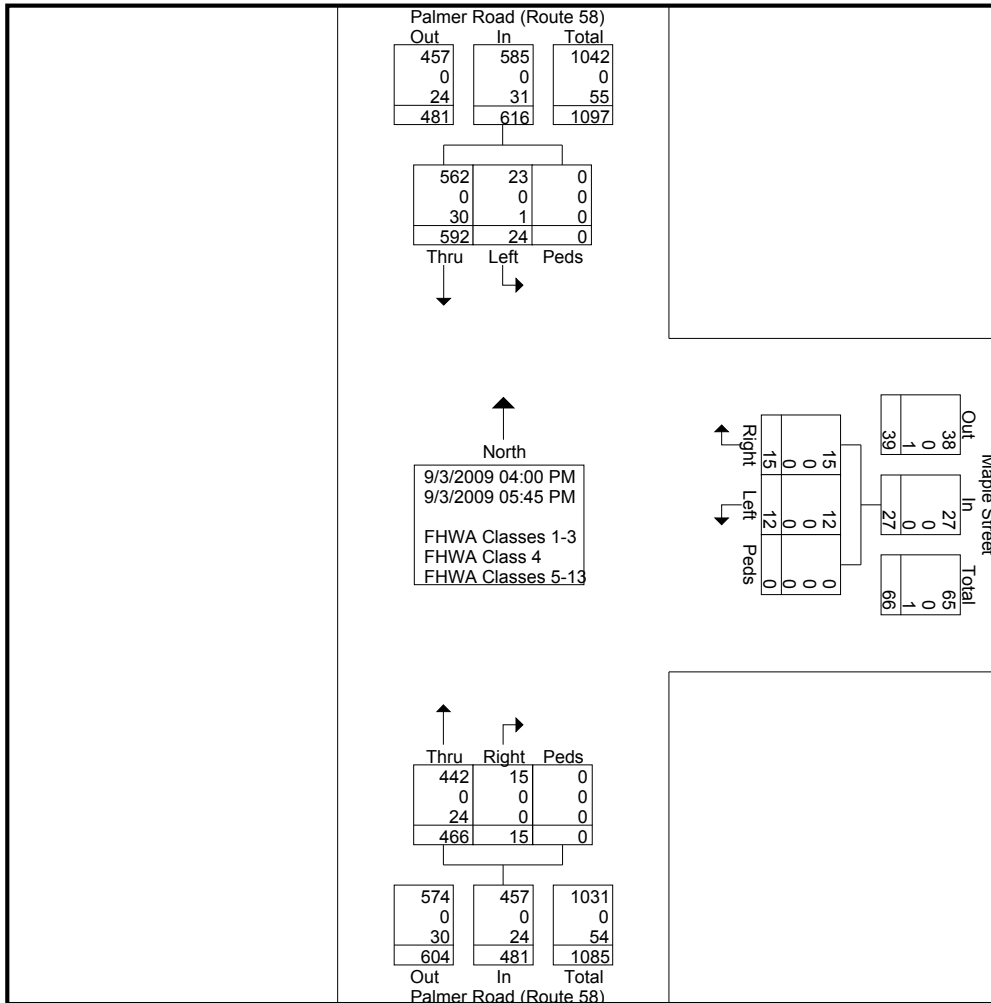 Palmer Road (Route 58)
Out In Total
457 585 1042
0 0 0
24 31 55
481 616 1097
562 23 0
0 0 0
30 1 0
592 24 0
Thru Left Peds
North
9/3/2009 04:00 PM
9/3/2009 05:45 PM
FHWA Classes 1-3
FHWA Class 4
FHWA Classes 5-13
Maple Street
Out In Total
38 27 65
0 0 0
1 0 1
39 27 66
15 12 0
0 0 0
0 0 0
15 12 0
Right Left Peds
Thru Right Peds
442 15 0
0 0 0
24 0 0
466 15 0
574 457 1031
0 0 0
30 24 54
604 481 1085
Out In Total
Palmer Road (Route 58)